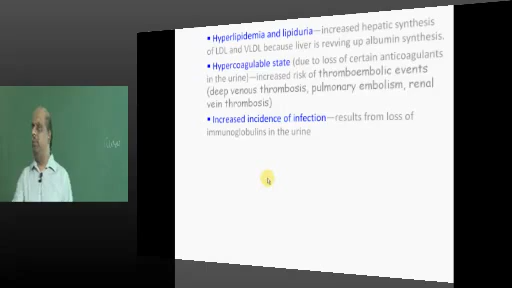 ▪ Hyperlipidemia and lipiduria—increased hepatic synthesis
of LDL and VLDL because liver is revving up albumin synthesis.
▪ Hypercoagulable state (due to loss of certain anticoagulants
in the urine)—increased risk of thromboembolic events
(deep venous thrombosis, pulmonary embolism, renal
vein thrombosis)
▪ Increased incidence of infection—results from loss of
immunoglobulins in the urine